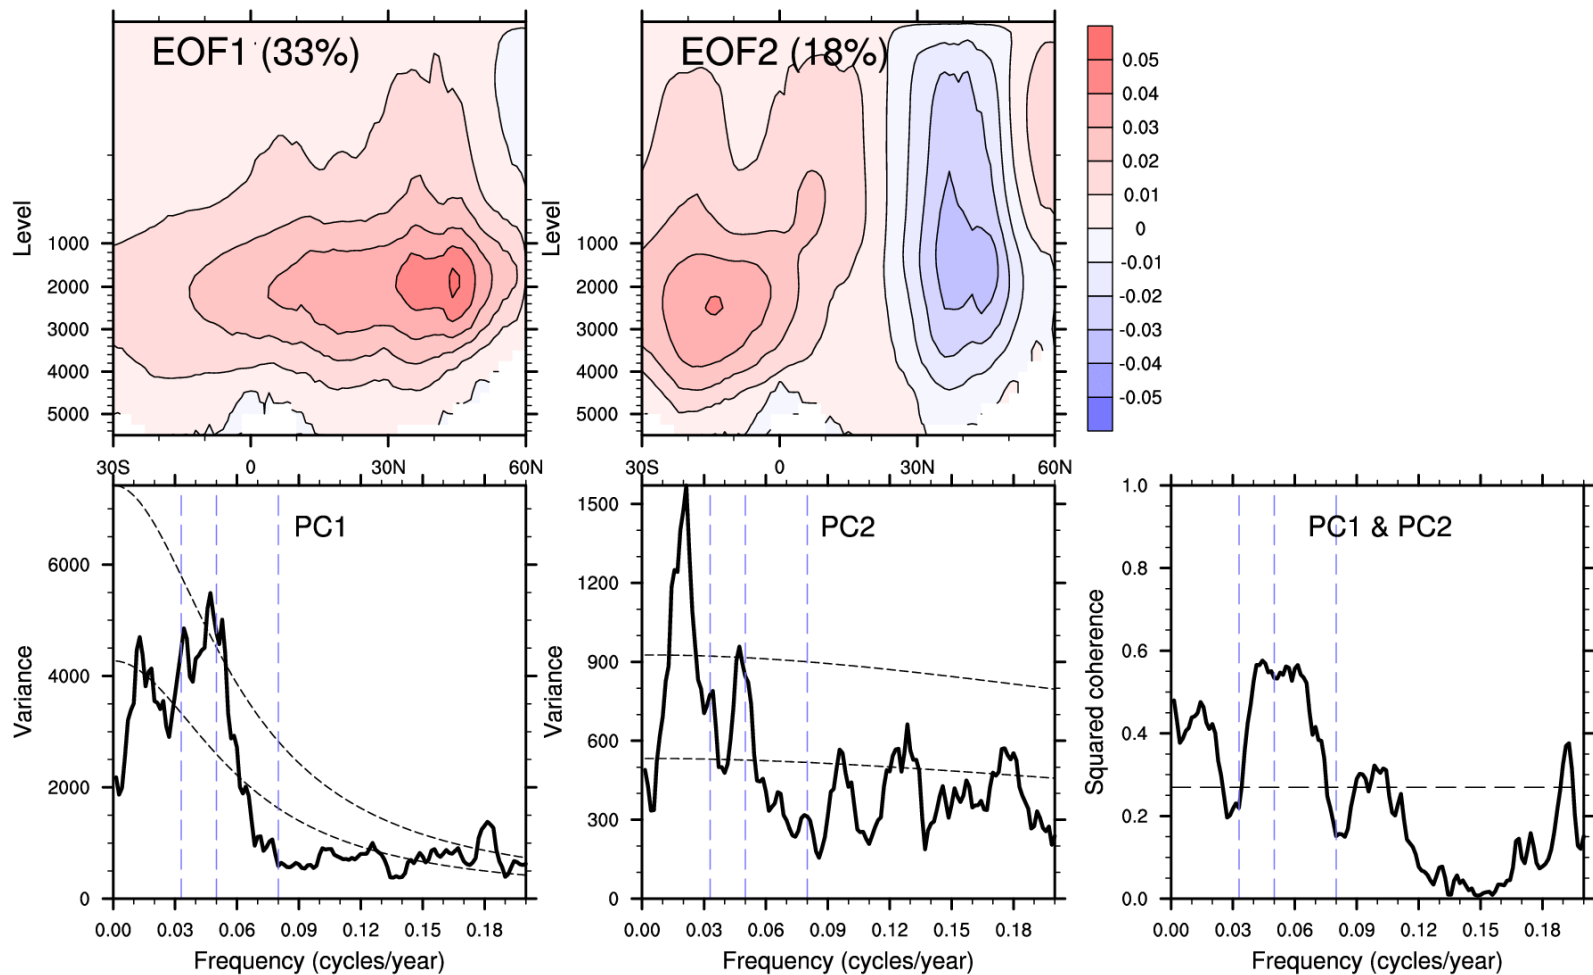 EOF1 (33%)
EOF2 (18%)
Level
1000
2000
3000
4000
5000
30S
0
30N
60N
Level
1000
2000
3000
4000
5000
30S
0
30N
60N
0.05
0.04
0.03
0.02
0.01
0
-0.01
-0.02
-0.03
-0.04
-0.05
PC1
Variance
6000
4000
2000
0
0.00 0.03 0.06 0.09 0.12 0.15 0.18
Frequency (cycles/year)
PC2
Variance
1500
1200
900
600
300
0
0.00 0.03 0.06 0.09 0.12 0.15 0.18
Frequency (cycles/year)
PC1 & PC2
Squared coherence
1.0
0.8
0.6
0.4
0.2
0.0
0.00 0.03 0.06 0.09 0.12 0.15 0.18
Frequency (cycles/year)